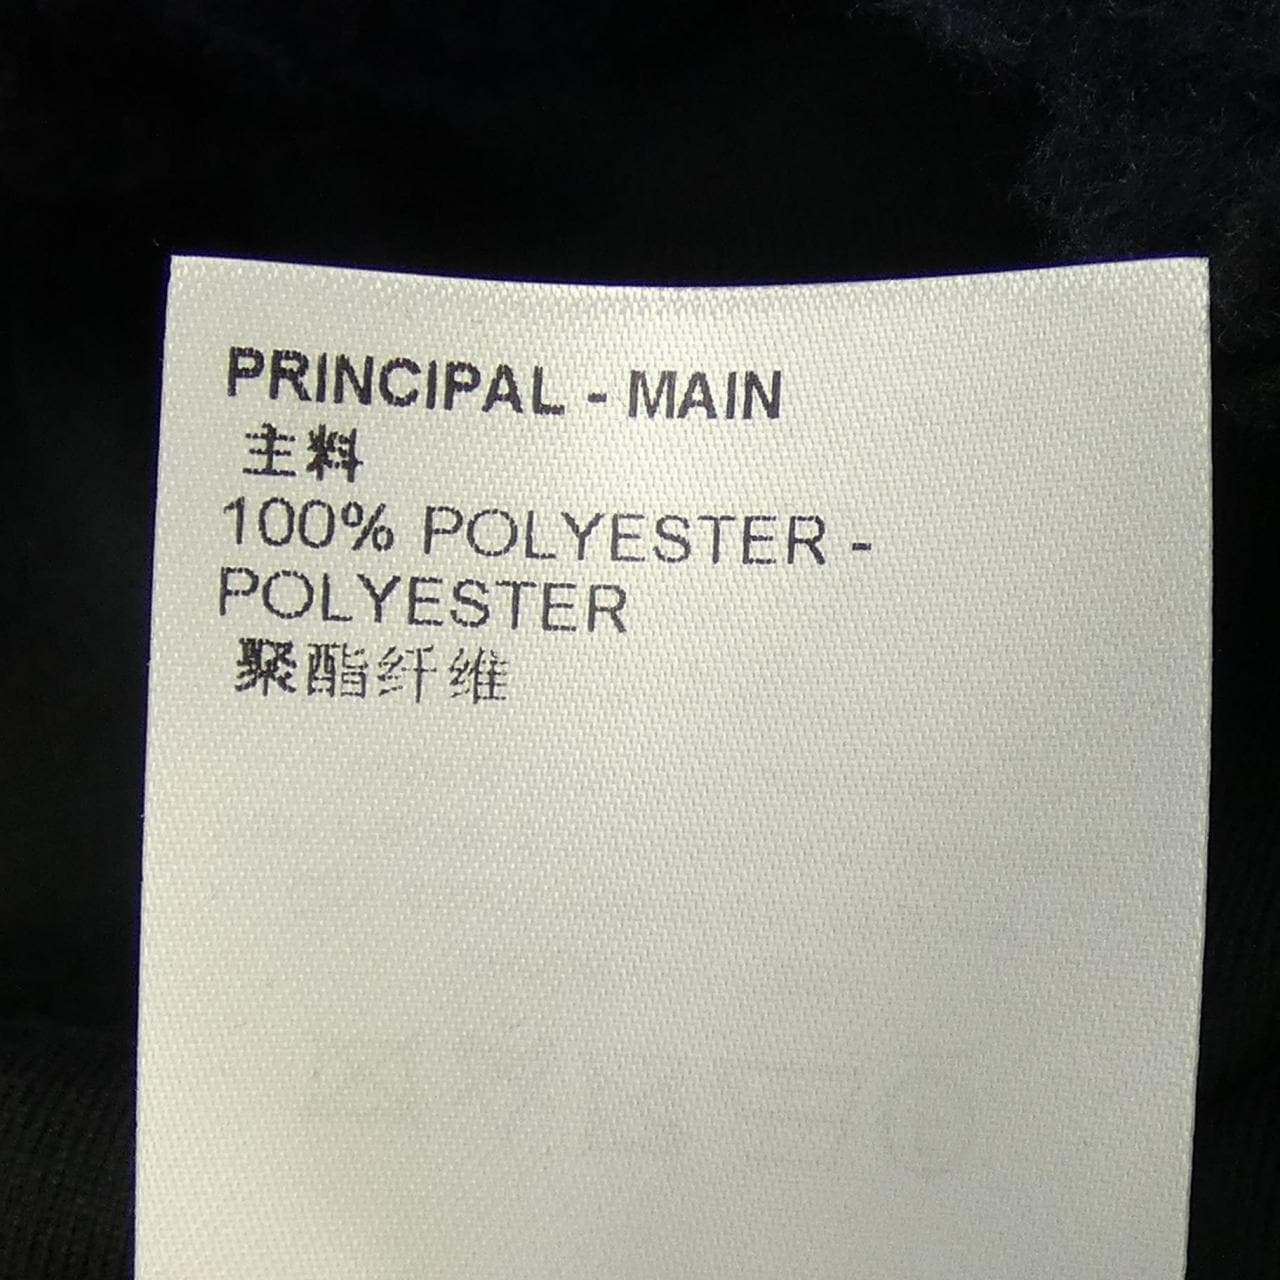 PRINCIPAL - MAIN
主料
100% POLYESTER -
POLYESTER
聚酯纤维